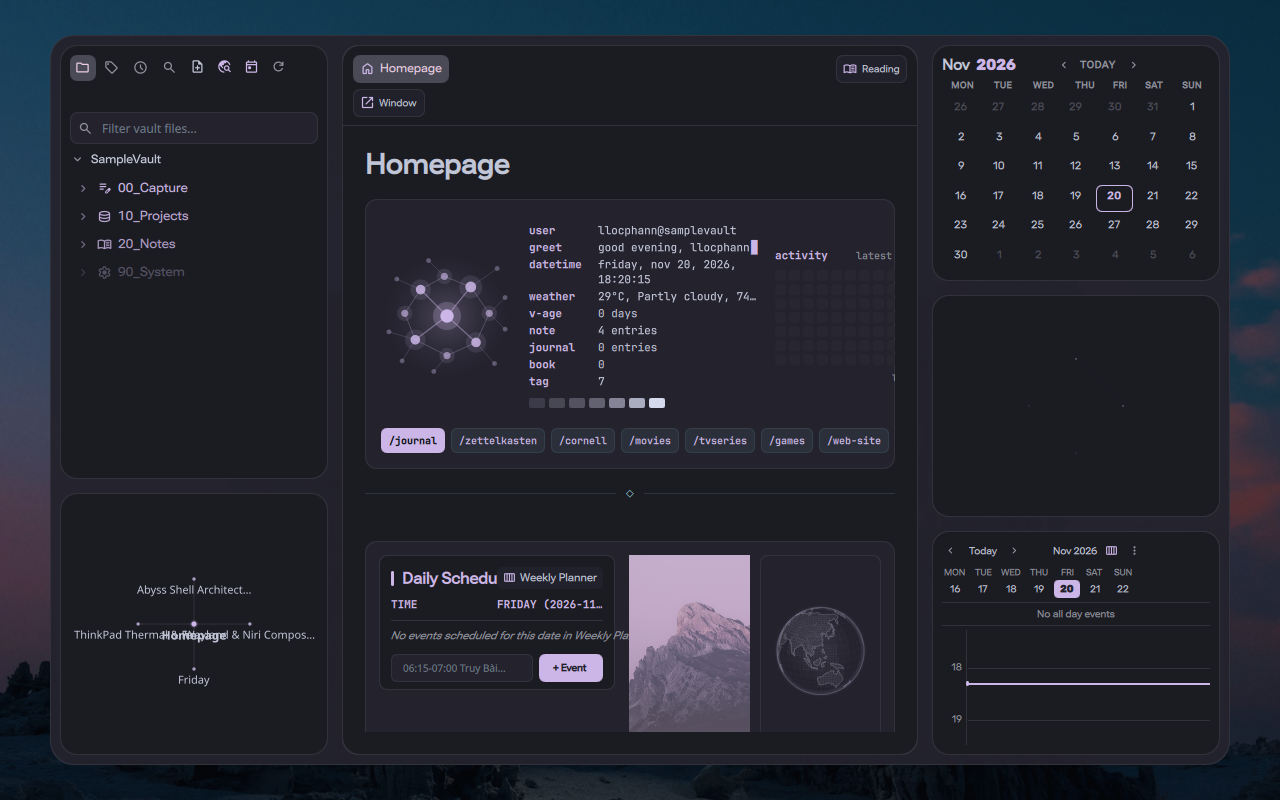 Filter vault files...
SampleVault
00_Capture
10_Projects
20_Notes
90_System
Abyss Shell Architect...
Homepage
Friday
Homepage
Reading
Window
Homepage
user llocphann@samplevault
greet good evening, llocphann
datetime friday, nov 20, 2026,
18:20:15
weather 29°C, Partly cloudy, 74…
v-age 0 days
note 4 entries
journal 0 entries
book 0
tag 7
activity latest
/journal /zettelkasten /cornell /movies /tvseries /games /web-site
Daily Schedu
Weekly Planner
TIME FRIDAY (2026-11…
No events scheduled for this date in Weekly Pla
06:15-07:00 Truy Bài...
+ Event
Nov 2026
TODAY
MON TUE WED THU FRI SAT SUN
26 27 28 29 30 31 1
2 3 4 5 6 7 8
9 10 11 12 13 14 15
16 17 18 19 20 21 22
23 24 25 26 27 28 29
30 1 2 3 4 5 6
Today
Nov 2026
MON TUE WED THU FRI SAT SUN
16 17 18 19 20 21 22
No all day events
18
19